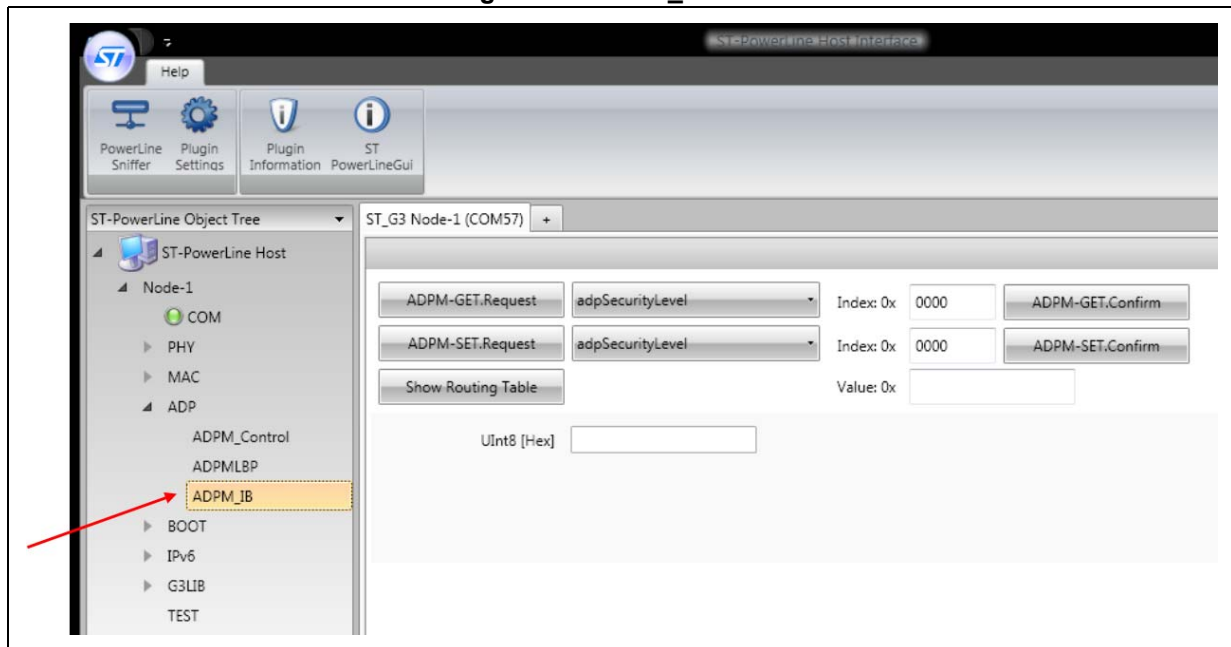 ST-PowerLine Host Interface
ST
Help
PowerLine Sniffer
Plugin Settings
Plugin Information
ST PowerLineGui
ST-PowerLine Object Tree
ST-PowerLine Host
Node-1
COM
PHY
MAC
ADP
ADPM_Control
ADPMLBP
ADPM_IB
BOOT
IPv6
G3LIB
TEST
ST_G3 Node-1 (COM57) +
ADPM-GET.Request adpSecurityLevel Index: 0x 0000 ADPM-GET.Confirm
ADPM-SET.Request adpSecurityLevel Index: 0x 0000 ADPM-SET.Confirm
Show Routing Table Value: 0x
UInt8 [Hex]